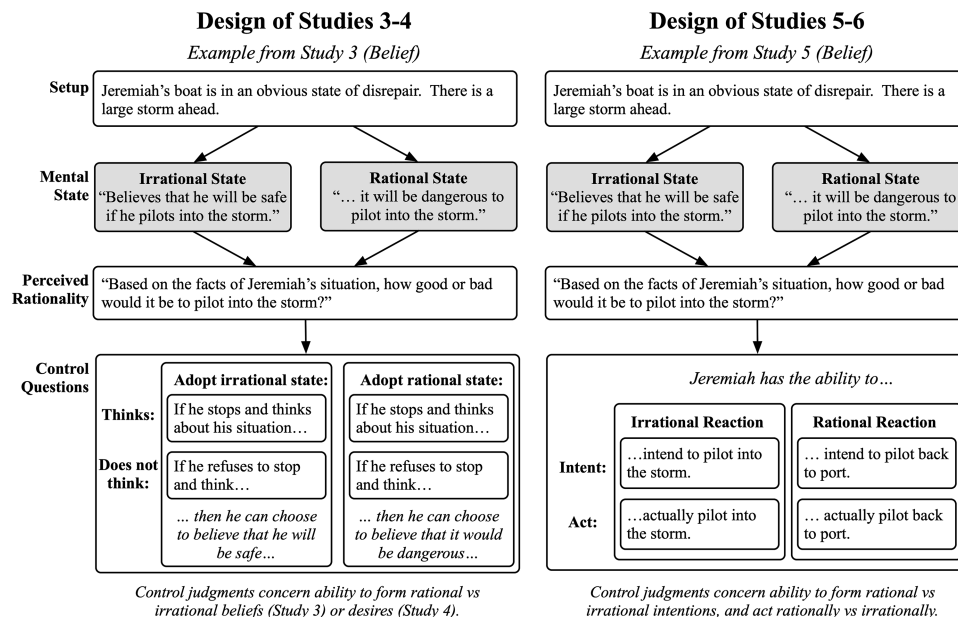 Design of Studies 3-4
Example from Study 3 (Belief)
Setup
Jeremiah's boat is in an obvious state of disrepair. There is a
large storm ahead.
Mental
State
Irrational State
“Believes that he will be safe
if he pilots into the storm.”
Rational State
“… it will be dangerous to
pilot into the storm.”
Perceived
Rationality
“Based on the facts of Jeremiah's situation, how good or bad
would it be to pilot into the storm?”
Control
Questions
Adopt irrational state:
Adopt rational state:
Thinks:
If he stops and thinks
about his situation…
If he stops and thinks
about his situation…
Does not
think:
If he refuses to stop
and think…
If he refuses to stop
and think…
… then he can choose
to believe that he will
be safe…
… then he can choose
to believe that it would
be dangerous…
Control judgments concern ability to form rational vs
irrational beliefs (Study 3) or desires (Study 4).
Design of Studies 5-6
Example from Study 5 (Belief)
Jeremiah's boat is in an obvious state of disrepair. There is a
large storm ahead.
Irrational State
“Believes that he will be safe
if he pilots into the storm.”
Rational State
“… it will be dangerous to
pilot into the storm.”
“Based on the facts of Jeremiah's situation, how good or bad
would it be to pilot into the storm?”
Jeremiah has the ability to…
Irrational Reaction
Rational Reaction
Intent:
…intend to pilot into
the storm.
… intend to pilot back
to port.
Act:
…actually pilot into
the storm.
… actually pilot back
to port.
Control judgments concern ability to form rational vs
irrational intentions, and act rationally vs irrationally.